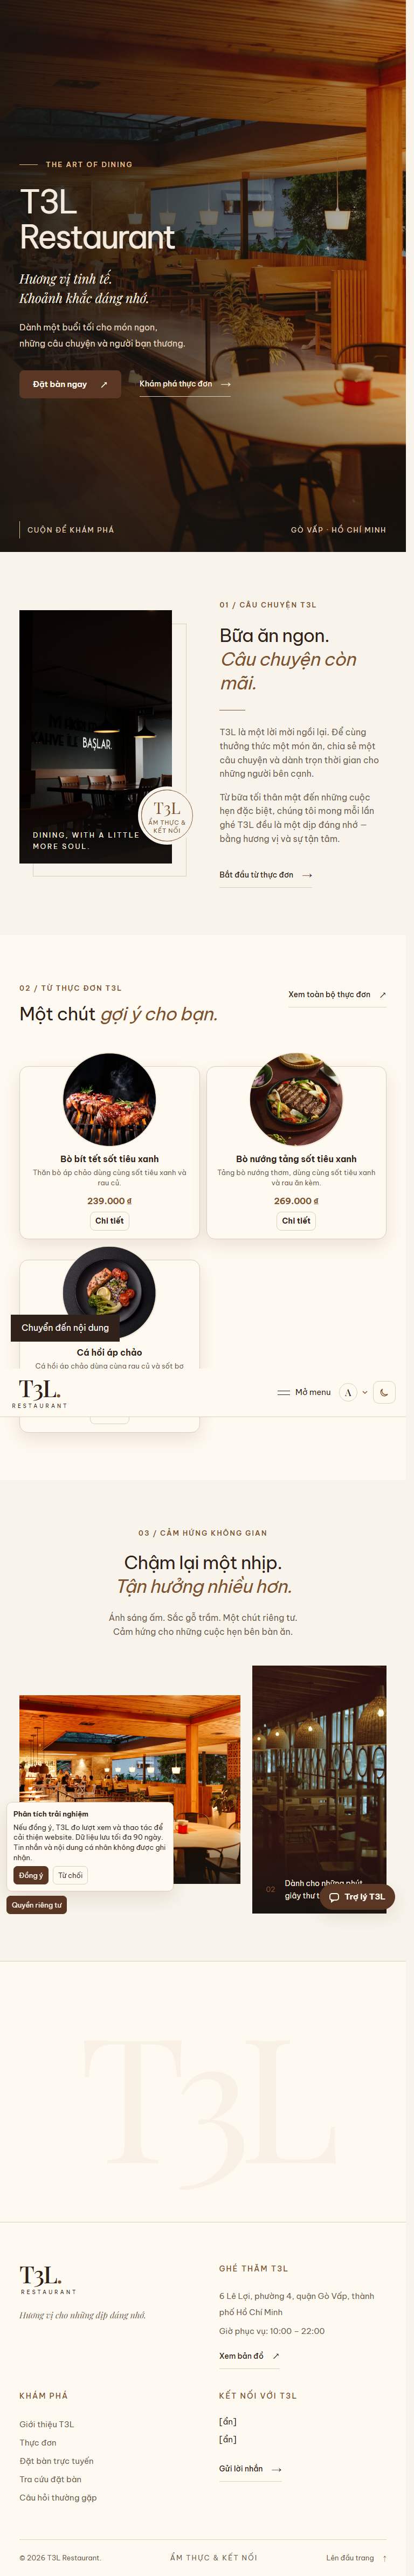 THE ART OF DINING
T3L
Restaurant
Hương vị tinh tế.
Khoảnh khắc đáng nhớ.
Dành một buổi tối cho món ngon,
những câu chuyện và người bạn thương.
Đặt bàn ngay ↗
Khám phá thực đơn →
CUỘN ĐỂ KHÁM PHÁ
GÒ VẤP · HỒ CHÍ MINH
01 / CÂU CHUYỆN T3L
Bữa ăn ngon.
Câu chuyện còn
mãi.
BAŞLAR.
DINING, WITH A LITTLE
MORE SOUL.
T3L
ẨM THỰC &
KẾT NỐI
T3L là một lời mời ngồi lại. Để cùng
thưởng thức một món ăn, chia sẻ một
câu chuyện và dành trọn thời gian cho
những người bên cạnh.
Từ bữa tối thân mật đến những cuộc
hẹn đặc biệt, chúng tôi mong mỗi lần
ghé T3L đều là một dịp đáng nhớ —
bằng hương vị và sự tận tâm.
Bắt đầu từ thực đơn →
02 / TỪ THỰC ĐƠN T3L
Một chút gợi ý cho bạn.
Xem toàn bộ thực đơn ↗
Bò bít tết sốt tiêu xanh
Thăn bò áp chảo dùng cùng sốt tiêu xanh và
rau củ.
239.000 ₫
Chi tiết
Bò nướng tảng sốt tiêu xanh
Tảng bò nướng thơm, dùng cùng sốt tiêu xanh
và rau ăn kèm.
269.000 ₫
Chi tiết
Cá hồi áp chảo
Cá hồi áp chảo dùng cùng rau củ và sốt bơ
Chuyển đến nội dung
T3L.
RESTAURANT
Mở menu
A
03 / CẢM HỨNG KHÔNG GIAN
Chậm lại một nhịp.
Tận hưởng nhiều hơn.
Ánh sáng ấm. Sắc gỗ trầm. Một chút riêng tư.
Cảm hứng cho những cuộc hẹn bên bàn ăn.
Phân tích trải nghiệm
Nếu đồng ý, T3L đo lượt xem và thao tác để
cải thiện website. Dữ liệu lưu tối đa 90 ngày.
Tin nhắn và nội dung cá nhân không được ghi
nhận.
Đồng ý
Từ chối
Quyền riêng tư
02
Dành cho những phút
giây thư t
Trợ lý T3L
T3L
T3L.
RESTAURANT
Hương vị cho những dịp đáng nhớ.
GHÉ THĂM T3L
6 Lê Lợi, phường 4, quận Gò Vấp, thành
phố Hồ Chí Minh
Giờ phục vụ: 10:00 – 22:00
Xem bản đồ ↗
KHÁM PHÁ
Giới thiệu T3L
Thực đơn
Đặt bàn trực tuyến
Tra cứu đặt bàn
Câu hỏi thường gặp
KẾT NỐI VỚI T3L
[ẩn]
[ẩn]
Gửi lời nhắn →
© 2026 T3L Restaurant.
ẨM THỰC & KẾT NỐI
Lên đầu trang ↑